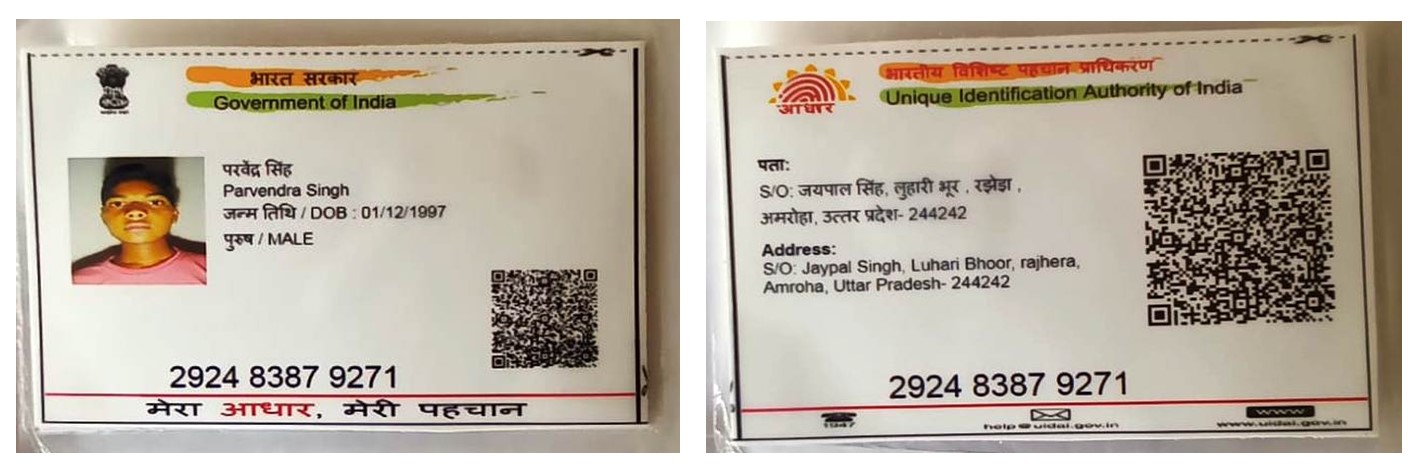 भारत सरकार
Government of India
परवेंद्र सिंह
Parvendra Singh
जन्म तिथि / DOB : 01/12/1997
पुरुष / MALE
2924 8387 9271
मेरा आधार, मेरी पहचान
भारतीय विशिष्ट पहचान प्राधिकरण
Unique Identification Authority of India
आधार
पता:
S/O: जयपाल सिंह, लुहारी भूर , रझेड़ा ,
अमरोहा, उत्तर प्रदेश- 244242
Address:
S/O: Jaypal Singh, Luhari Bhoor, rajhera,
Amroha, Uttar Pradesh- 244242
2924 8387 9271
1947
help@uidai.gov.in
www
www.uidai.gov.in